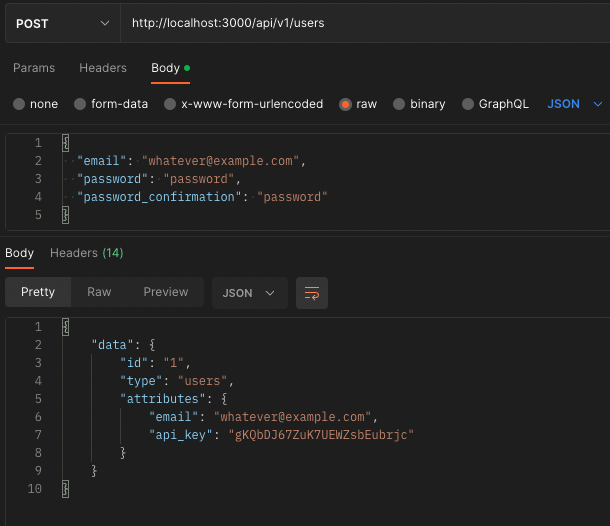 POST http://localhost:3000/api/v1/users
Params Headers Body
none form-data x-www-form-urlencoded raw binary GraphQL JSON
1 {
2 "email": "whatever@example.com",
3 "password": "password",
4 "password_confirmation": "password"
5 }
Body Headers (14)
Pretty Raw Preview JSON
1 {
2 "data": {
3 "id": "1",
4 "type": "users",
5 "attributes": {
6 "email": "whatever@example.com",
7 "api_key": "gKQbDJ67ZuK7UEWZsbEubrjc"
8 }
9 }
10 }